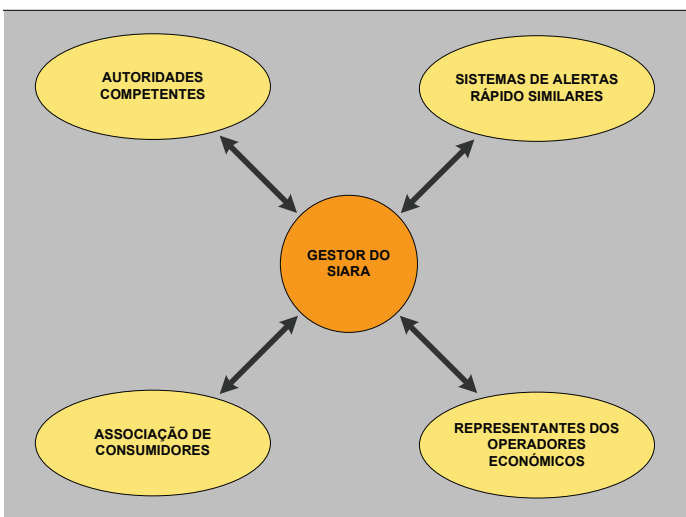 AUTORIDADES
COMPETENTES
SISTEMAS DE ALERTAS
RÁPIDO SIMILARES
GESTOR DO
SIARA
ASSOCIAÇÃO DE
CONSUMIDORES
REPRESENTANTES DOS
OPERADORES
ECONÓMICOS